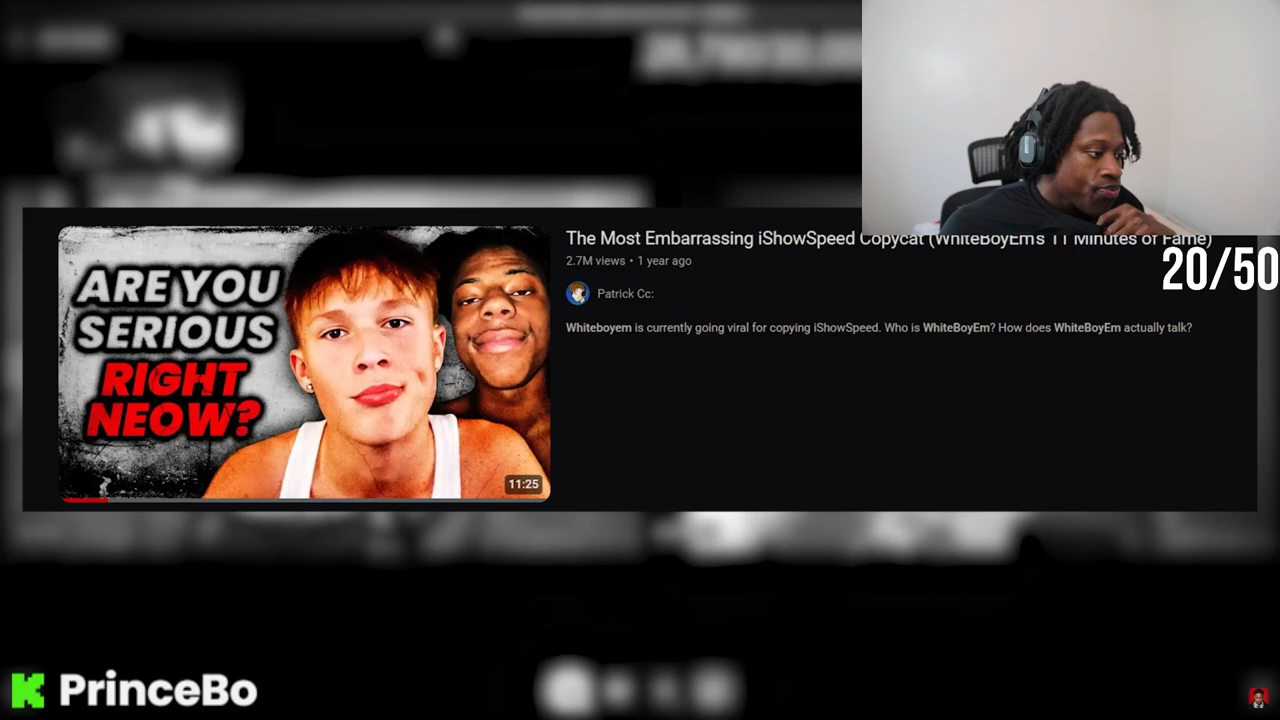 The Most Embarrassing iShowSpeed Copycat (WhiteBoyEm's 11 Minutes of Fame)
2.7M views • 1 year ago
20/50
ARE YOU
SERIOUS
RIGHT
NEOW?
11:25
Patrick Cc:
Whiteboyem is currently going viral for copying iShowSpeed. Who is WhiteBoyEm? How does WhiteBoyEm actually talk?
PrinceBo